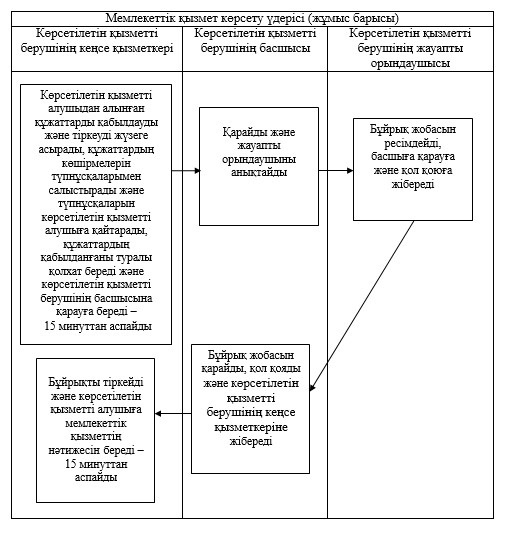 Мемлекеттік қызмет көрсету үдерісі (жұмыс барысы)
Көрсетілетін қызметті
берушінің кеңсе қызметкері
Көрсетілетін қызметті
берушінің басшысы
Көрсетілетін қызметті
берушінің жауапты
орындаушысы
Көрсетілетін қызметті
алушыдан алынған
құжаттарды қабылдауды
және тіркеуді жүзеге
асырады, құжаттардың
көшірмелерін
түпнұсқаларымен
салыстырады және
түпнұсқаларын
көрсетілетін қызметті
алушыға қайтарады,
құжаттардың
қабылданғаны туралы
қолхат береді және
көрсетілетін қызметті
берушінің басшысына
қарауға береді –
15 минуттан аспайды
Қарайды және
жауапты
орындаушыны
анықтайды
Бұйрық жобасын
ресімдейді,
басшыға қарауға
және қол қоюға
жібереді
Бұйрық жобасын
қарайды, қол қояды
және көрсетілетін
қызметті
берушінің кеңсе
қызметкеріне
жібереді
Бұйрықты тіркейді
және көрсетілетін
қызметті алушыға
мемлекеттік
қызметтің
нәтижесін береді –
15 минуттан
аспайды